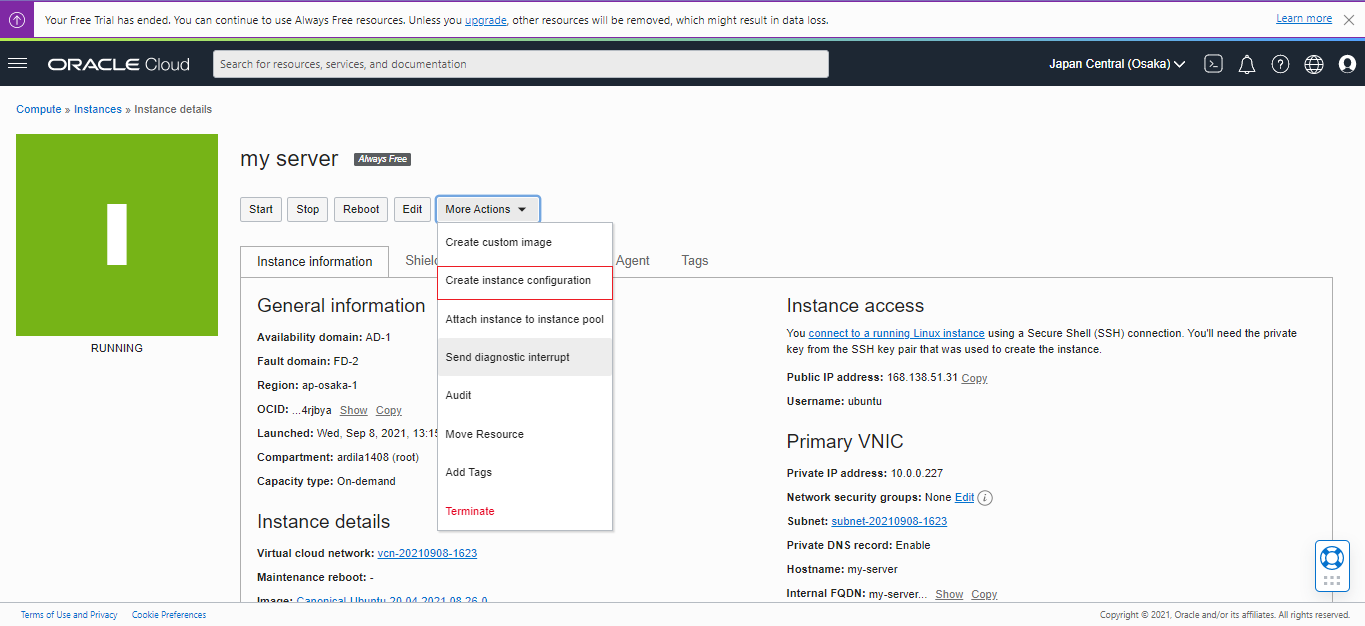 Your Free Trial has ended. You can continue to use Always Free resources. Unless you upgrade, other resources will be removed, which might result in data loss.
Learn more
ORACLE Cloud
Search for resources, services, and documentation
Japan Central (Osaka)
Compute » Instances » Instance details
RUNNING
my server
Always Free
Start
Stop
Reboot
Edit
More Actions
Create custom image
Create instance configuration
Attach instance to instance pool
Send diagnostic interrupt
Audit
Move Resource
Add Tags
Terminate
Instance information
Agent
Tags
General information
Availability domain: AD-1
Fault domain: FD-2
Region: ap-osaka-1
OCID: ...4rjbya Show Copy
Launched: Wed, Sep 8, 2021, 13:15
Compartment: ardila1408 (root)
Capacity type: On-demand
Instance details
Virtual cloud network: vcn-20210908-1623
Maintenance reboot: -
Image: Canonical-Ubuntu-20.04-2021.08.26-0
Instance access
You connect to a running Linux instance using a Secure Shell (SSH) connection. You'll need the private
key from the SSH key pair that was used to create the instance.
Public IP address: 168.138.51.31 Copy
Username: ubuntu
Primary VNIC
Private IP address: 10.0.0.227
Network security groups: None Edit
Subnet: subnet-20210908-1623
Private DNS record: Enable
Hostname: my-server
Internal FQDN: my-server... Show Copy
Terms of Use and Privacy
Cookie Preferences
Copyright © 2021, Oracle and/or its affiliates. All rights reserved.